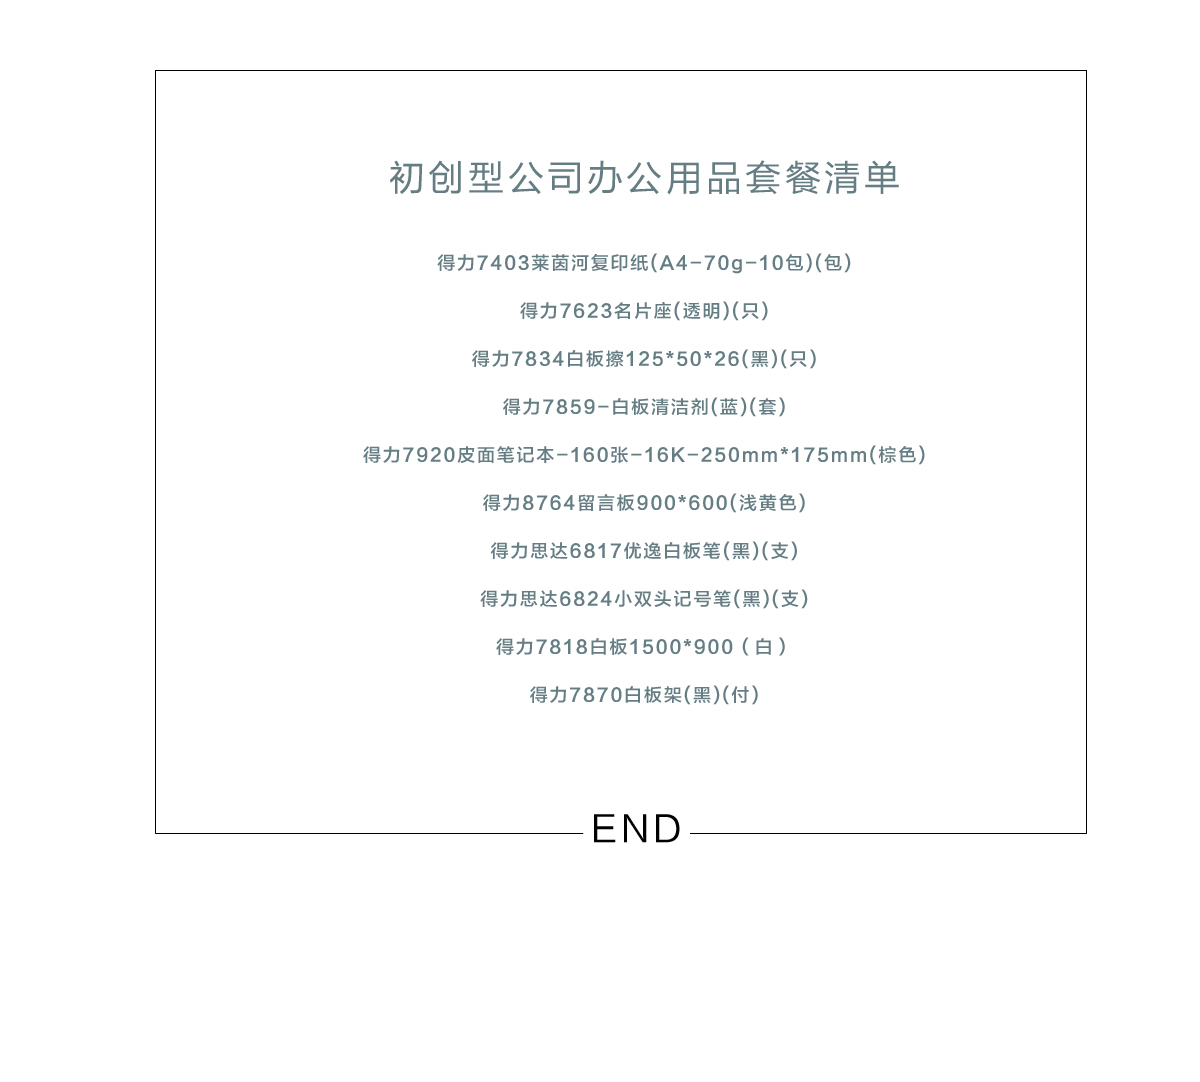 初创型公司办公用品套餐清单
得力7403莱茵河复印纸(A4-70g-10包)(包)
得力7623名片座(透明)(只)
得力7834白板擦125*50*26(黑)(只)
得力7859-白板清洁剂(蓝)(套)
得力7920皮面笔记本-160张-16K-250mm*175mm(棕色)
得力8764留言板900*600(浅黄色)
得力思达6817优逸白板笔(黑)(支)
得力思达6824小双头记号笔(黑)(支)
得力7818白板1500*900（白）
得力7870白板架(黑)(付)
END